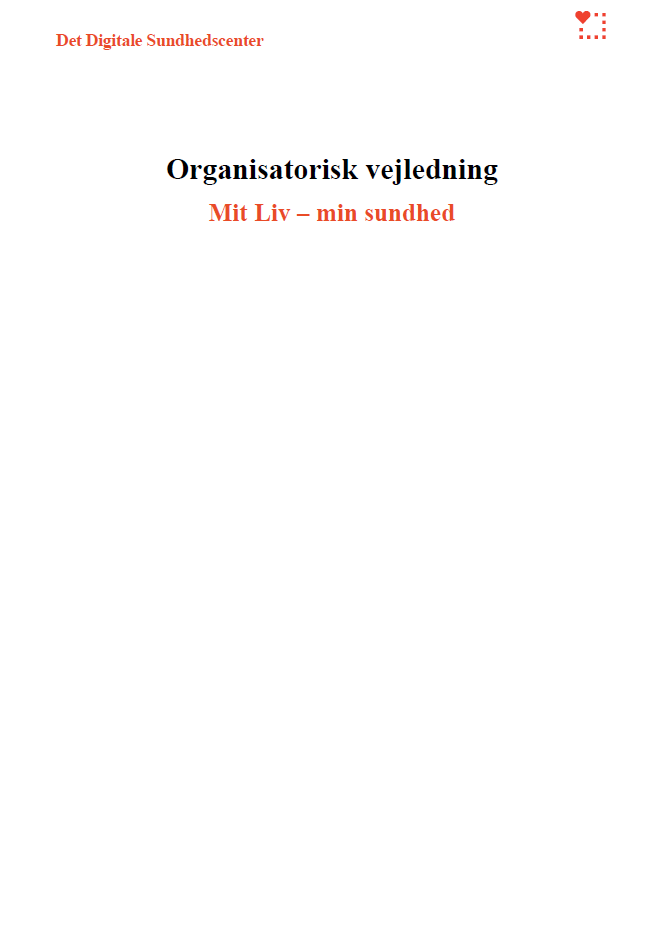 Det Digitale Sundhedscenter
Organisatorisk vejledning
Mit Liv – min sundhed